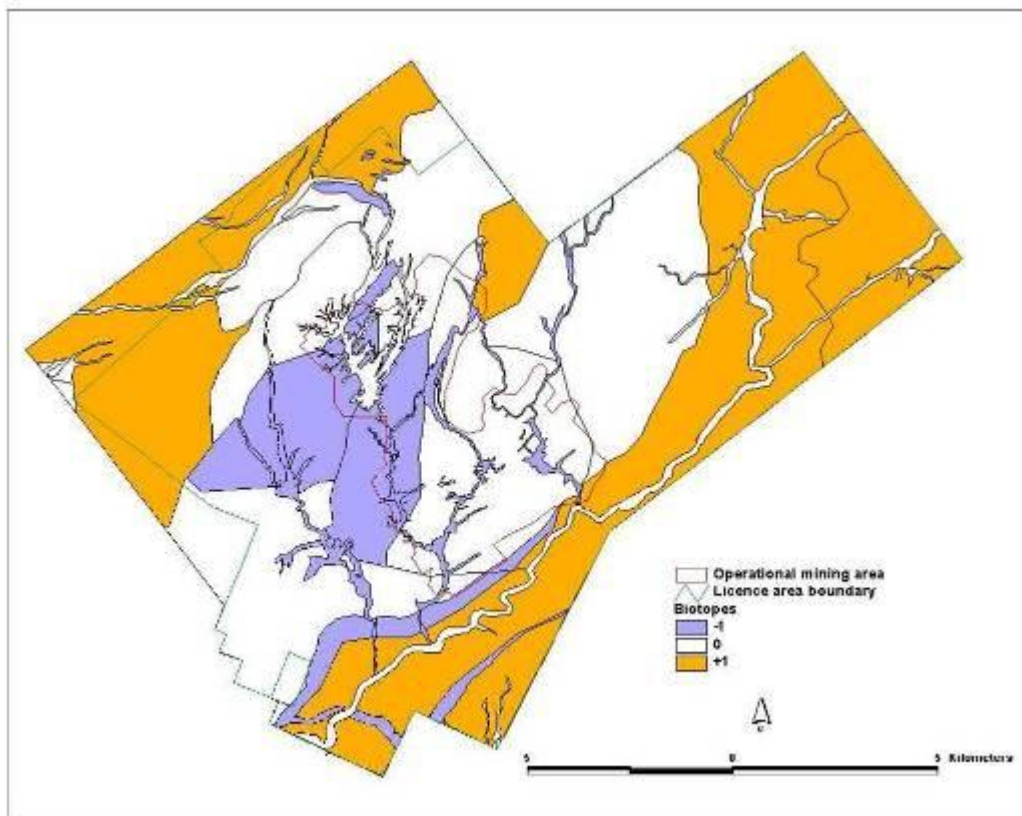 Operational mining area
Licence area boundary
Biotopes
-1
0
+1
5 0 5 Kilometers